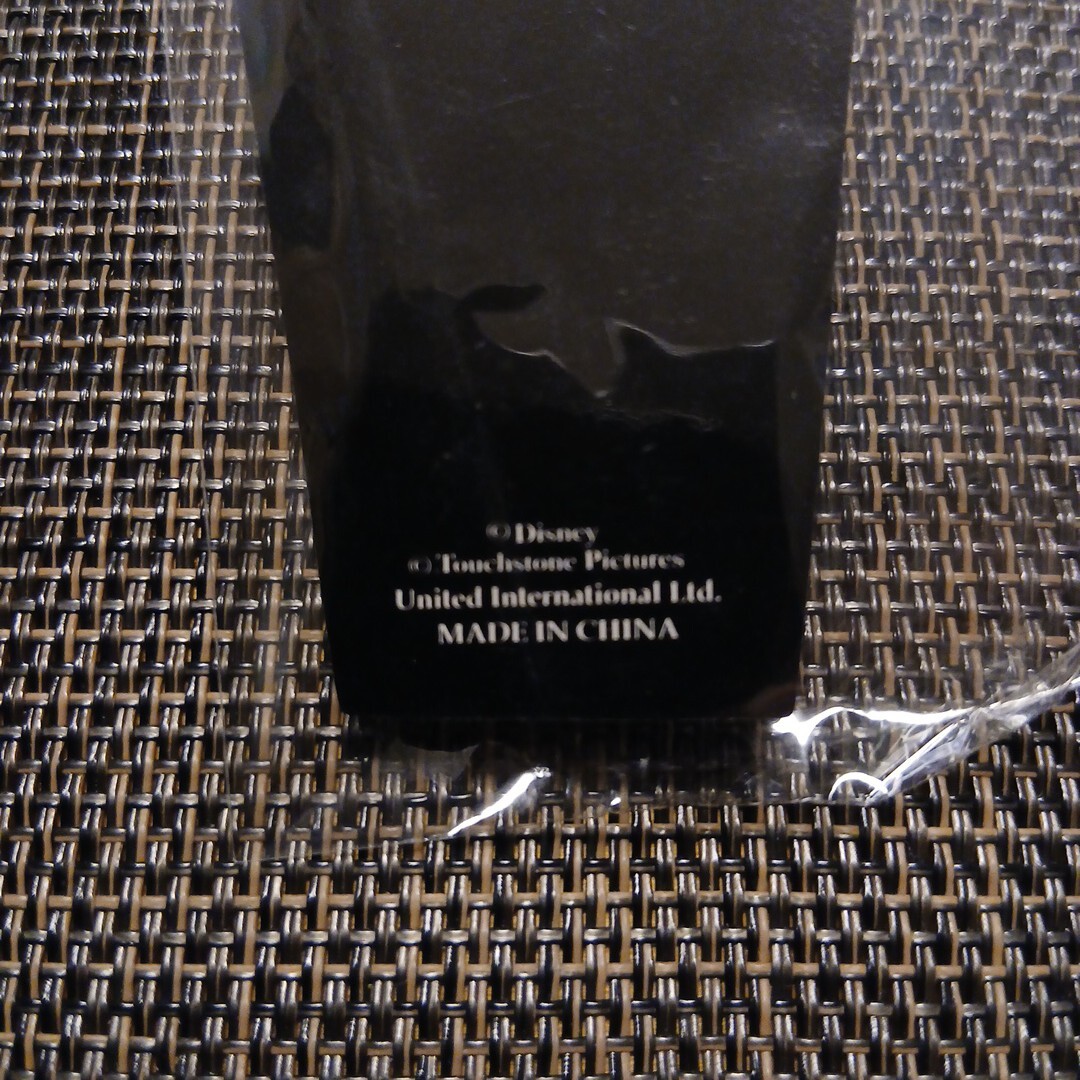 © Disney
© Touchstone Pictures
United International Ltd.
MADE IN CHINA